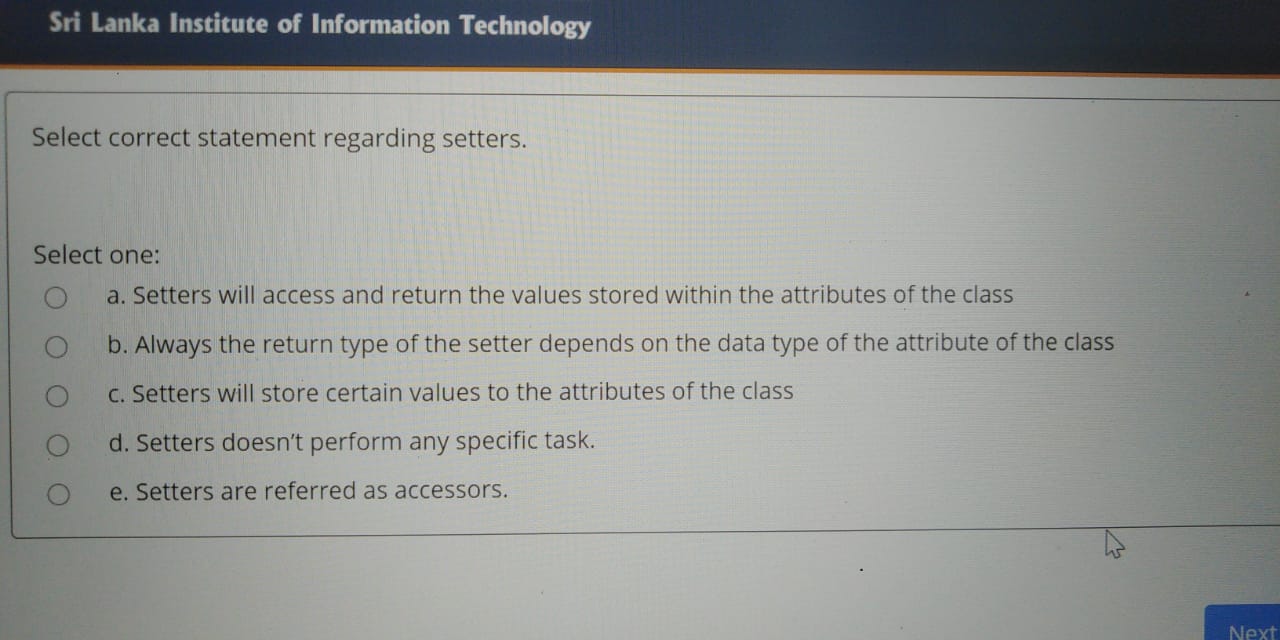 Sri Lanka Institute of Information Technology
Select correct statement regarding setters.
Select one:
a. Setters will access and return the values stored within the attributes of the class
b. Always the return type of the setter depends on the data type of the attribute of the class
c. Setters will store certain values to the attributes of the class
d. Setters doesn't perform any specific task.
e. Setters are referred as accessors.
Next